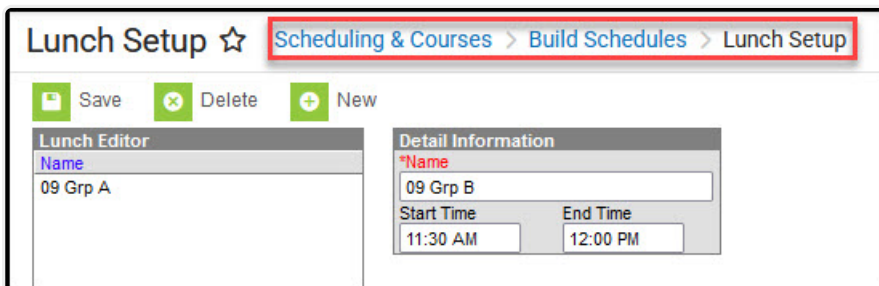 Lunch Setup ☆ Scheduling & Courses > Build Schedules > Lunch Setup
Save Delete New
Lunch Editor
Name
09 Grp A
Detail Information
*Name
09 Grp B
Start Time End Time
11:30 AM 12:00 PM